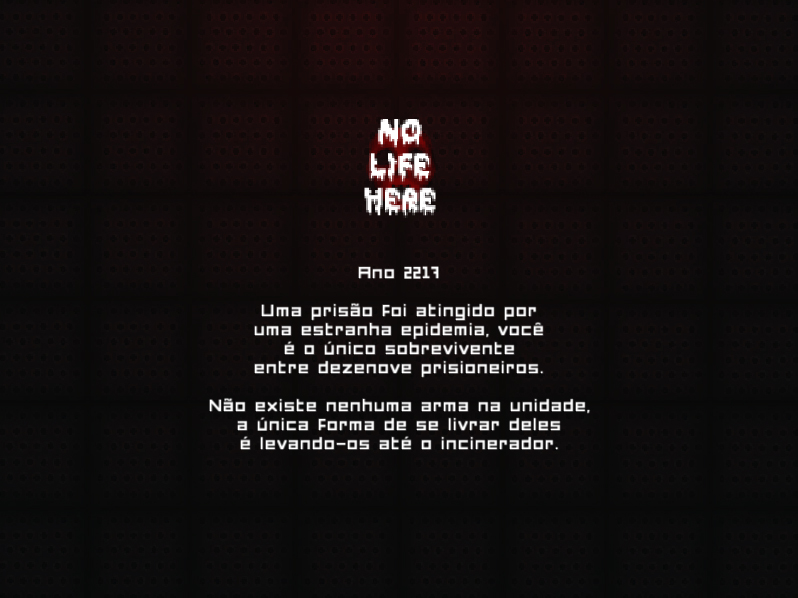 NO
LIFE
HERE
Ano 2217
Uma prisão foi atingido por
uma estranha epidemia, você
é o único sobrevivente
entre dezenove prisioneiros.
Não existe nenhuma arma na unidade,
a única forma de se livrar deles
é levando-os até o incinerador.